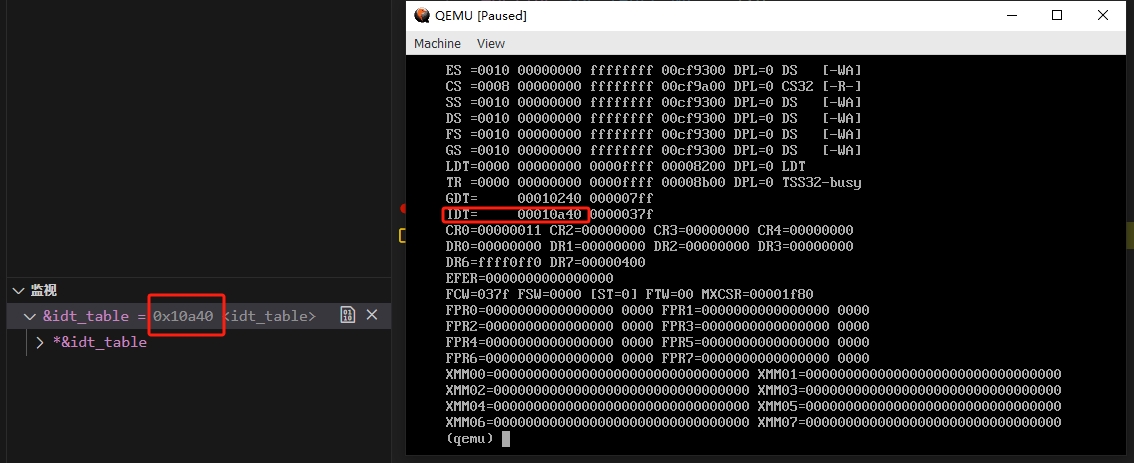 QEMU [Paused]
Machine View
ES =0010 00000000 ffffffff 00cf9300 DPL=0 DS [-WA]
CS =0008 00000000 ffffffff 00cf9a00 DPL=0 CS32 [-R-]
SS =0010 00000000 ffffffff 00cf9300 DPL=0 DS [-WA]
DS =0010 00000000 ffffffff 00cf9300 DPL=0 DS [-WA]
FS =0010 00000000 ffffffff 00cf9300 DPL=0 DS [-WA]
GS =0010 00000000 ffffffff 00cf9300 DPL=0 DS [-WA]
LDT=0000 00000000 0000ffff 00008200 DPL=0 LDT
TR =0000 00000000 0000ffff 00008b00 DPL=0 TSS32-busy
GDT= 00010240 000007ff
IDT= 00010a40 0000037f
CR0=00000011 CR2=00000000 CR3=00000000 CR4=00000000
DR0=00000000 DR1=00000000 DR2=00000000 DR3=00000000
DR6=ffff0ff0 DR7=00000400
EFER=0000000000000000
FCW=037f FSW=0000 [ST=0] FTW=00 MXCSR=00001f80
FPR0=0000000000000000 0000 FPR1=0000000000000000 0000
FPR2=0000000000000000 0000 FPR3=0000000000000000 0000
FPR4=0000000000000000 0000 FPR5=0000000000000000 0000
FPR6=0000000000000000 0000 FPR7=0000000000000000 0000
XMM00=00000000000000000000000000000000 XMM01=00000000000000000000000000000000
XMM02=00000000000000000000000000000000 XMM03=00000000000000000000000000000000
XMM04=00000000000000000000000000000000 XMM05=00000000000000000000000000000000
XMM06=00000000000000000000000000000000 XMM07=00000000000000000000000000000000
(qemu)
监视
&idt_table = 0x10a40 <idt_table>
*&idt_table